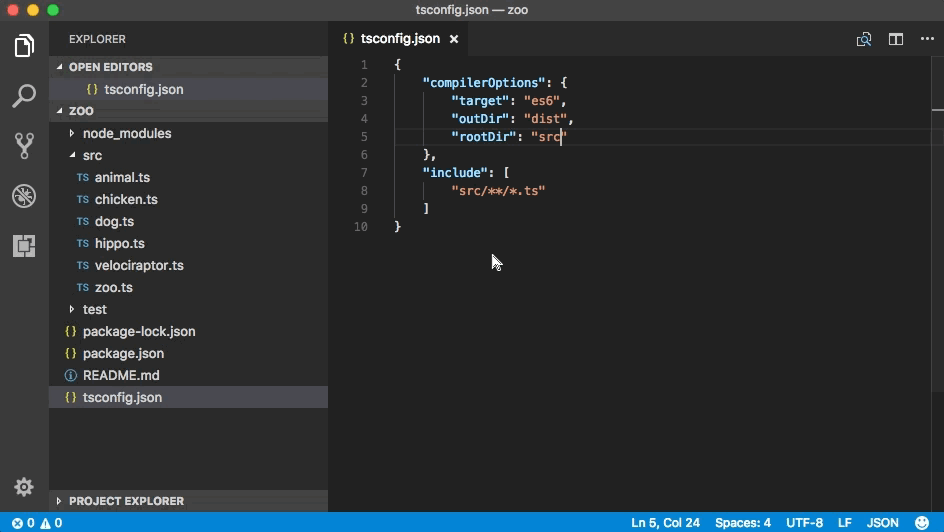 tsconfig.json — zoo
EXPLORER
OPEN EDITORS
{} tsconfig.json
ZOO
node_modules
src
TS animal.ts
TS chicken.ts
TS dog.ts
TS hippo.ts
TS velociraptor.ts
TS zoo.ts
test
{} package-lock.json
{} package.json
README.md
{} tsconfig.json
PROJECT EXPLORER
{} tsconfig.json
1 {
2 "compilerOptions": {
3 "target": "es6",
4 "outDir": "dist",
5 "rootDir": "src"
6 },
7 "include": [
8 "src/**/*.ts"
9 ]
10 }
0 0
Ln 5, Col 24 Spaces: 4 UTF-8 LF JSON